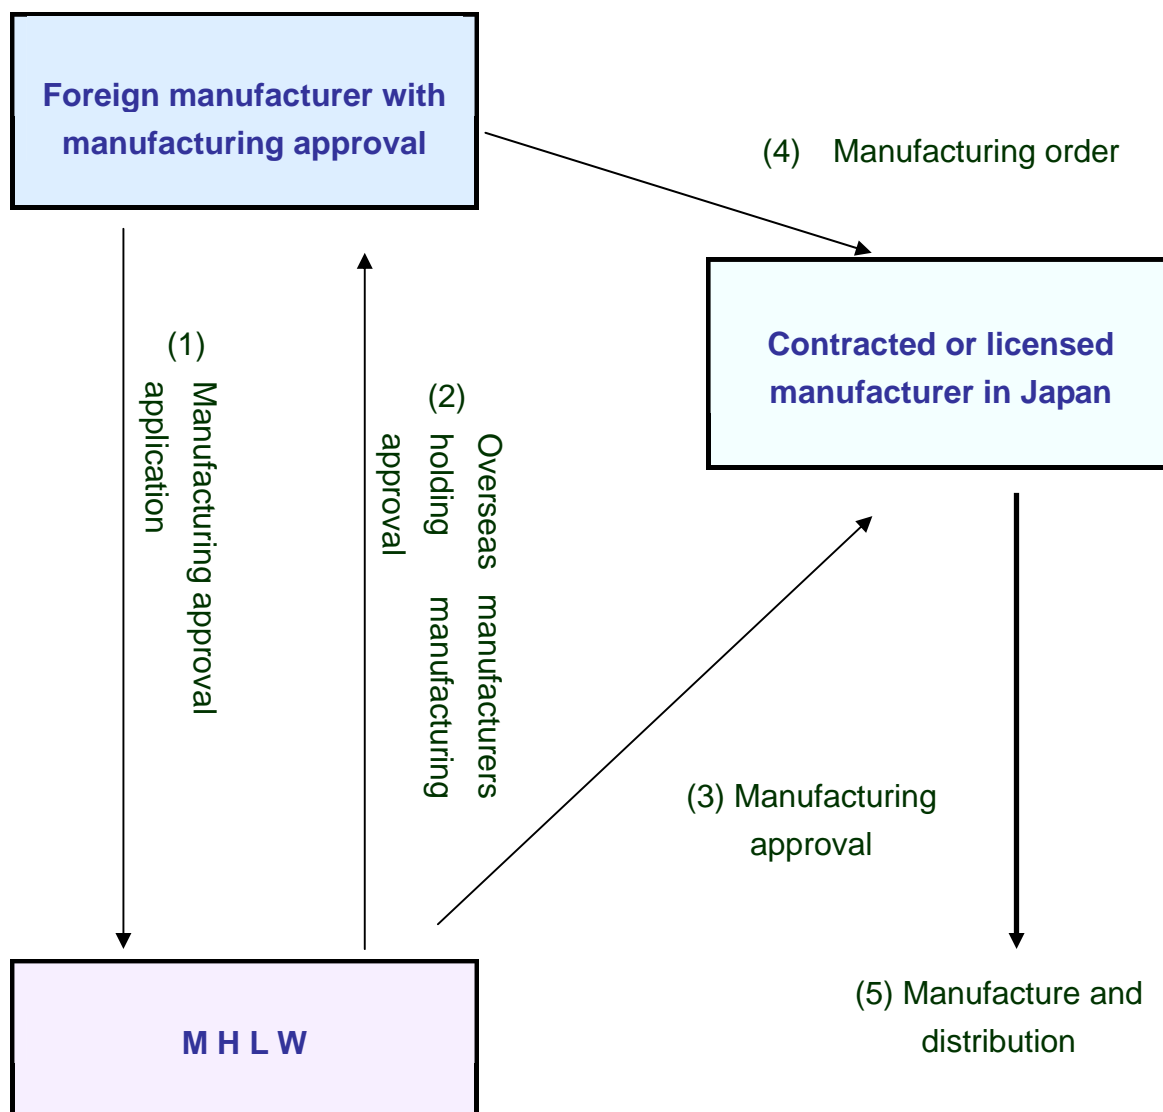 Foreign manufacturer with
manufacturing approval
(4) Manufacturing order
Contracted or licensed
manufacturer in Japan
(1)
Manufacturing approval
application
(2)
Overseas manufacturers
holding manufacturing
approval
(3) Manufacturing
approval
(5) Manufacture and
distribution
M H L W